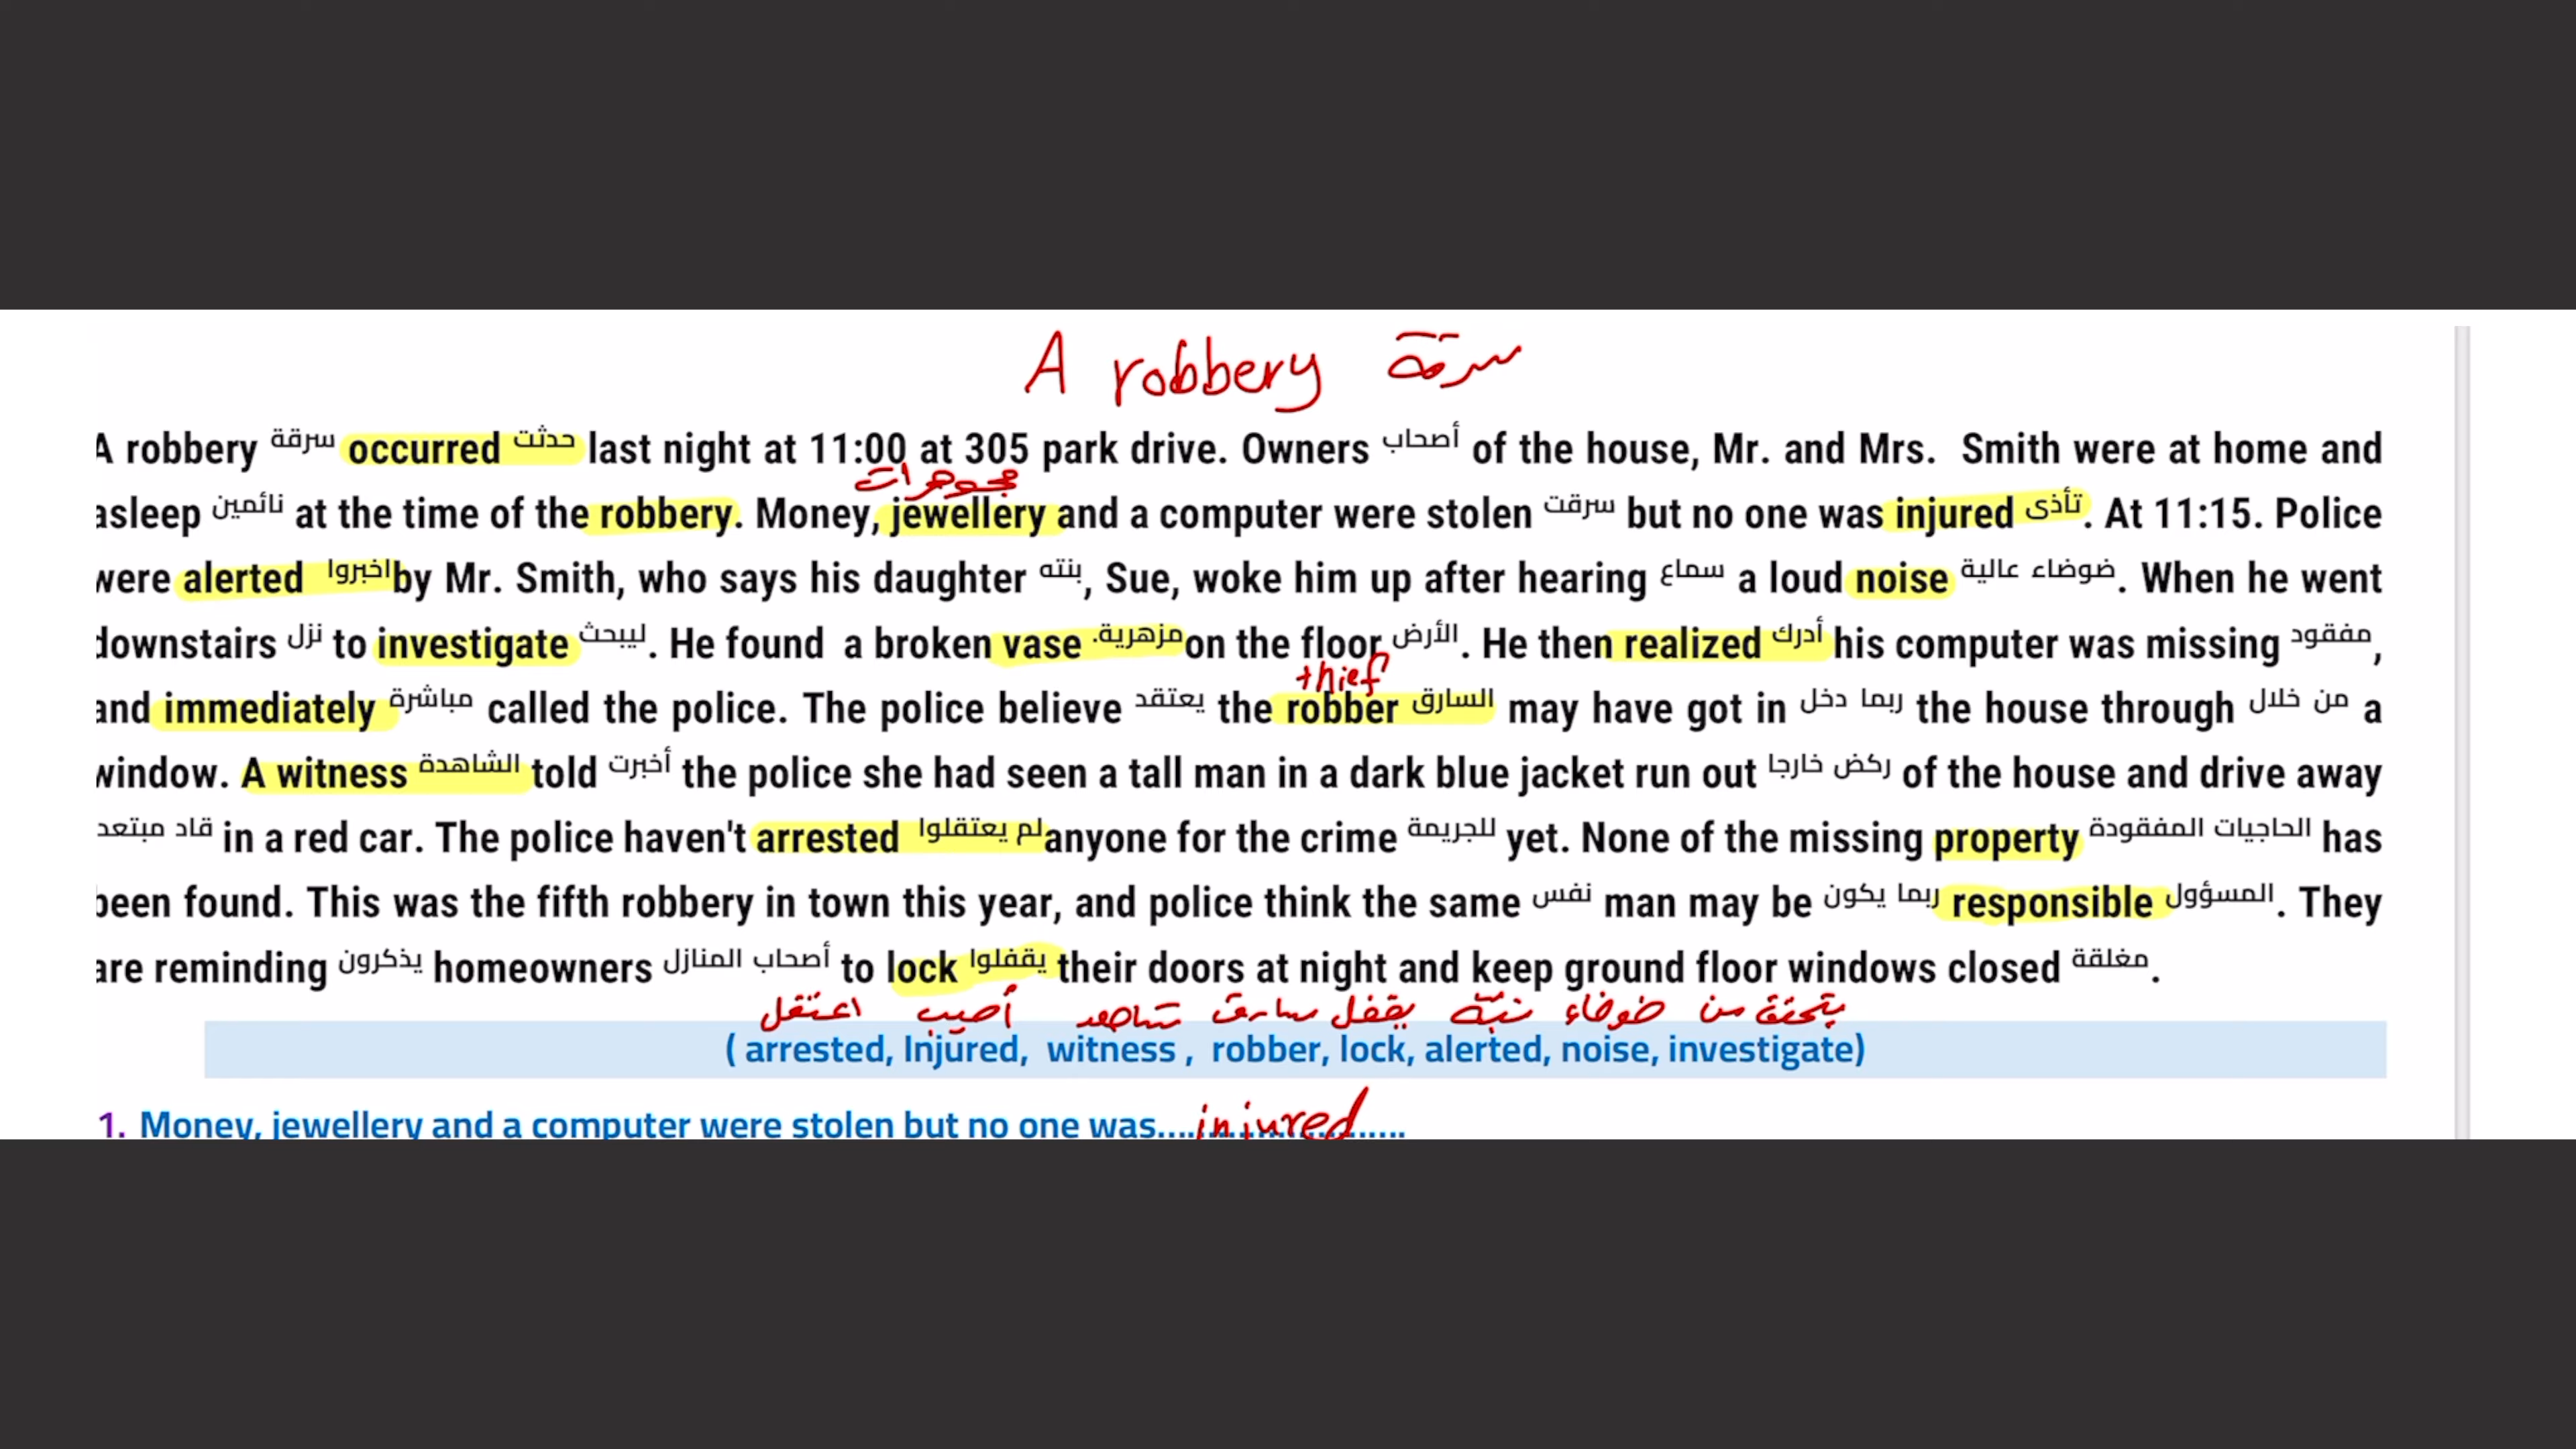 A robbery سرقة
A robbery سرقة occurred حدثت last night at 11:00 at 305 park drive. Owners أصحاب of the house, Mr. and Mrs. Smith were at home and
مجوهرات
asleep نائمين at the time of the robbery. Money, jewellery and a computer were stolen سرقت but no one was injured تأذى. At 11:15. Police
were alerted اخبروا by Mr. Smith, who says his daughter بنته, Sue, woke him up after hearing سماع a loud noise ضوضاء عالية. When he went
downstairs نزل to investigate ليبحث. He found a broken vase مزهرية. on the floor الأرض. He then realized أدرك his computer was missing مفقود,
thief
and immediately مباشرة called the police. The police believe يعتقد the robber السارق may have got in ربما دخل the house through من خلال a
window. A witness الشاهدة told أخبرت the police she had seen a tall man in a dark blue jacket run out ركض خارجا of the house and drive away
قاد مبتعد in a red car. The police haven't arrested لم يعتقلوا anyone for the crime للجريمة yet. None of the missing property الحاجيات المفقودة has
been found. This was the fifth robbery in town this year, and police think the same نفس man may be ربما يكون responsible المسؤول. They
are reminding يذكرون homeowners أصحاب المنازل to lock يقفلوا their doors at night and keep ground floor windows closed مغلقة.
اعتقل أصيب شاهد سارق يقفل نبّه ضوضاء يتحقق من
( arrested, Injured, witness , robber, lock, alerted, noise, investigate)
1. Money, jewellery and a computer were stolen but no one was....injured....